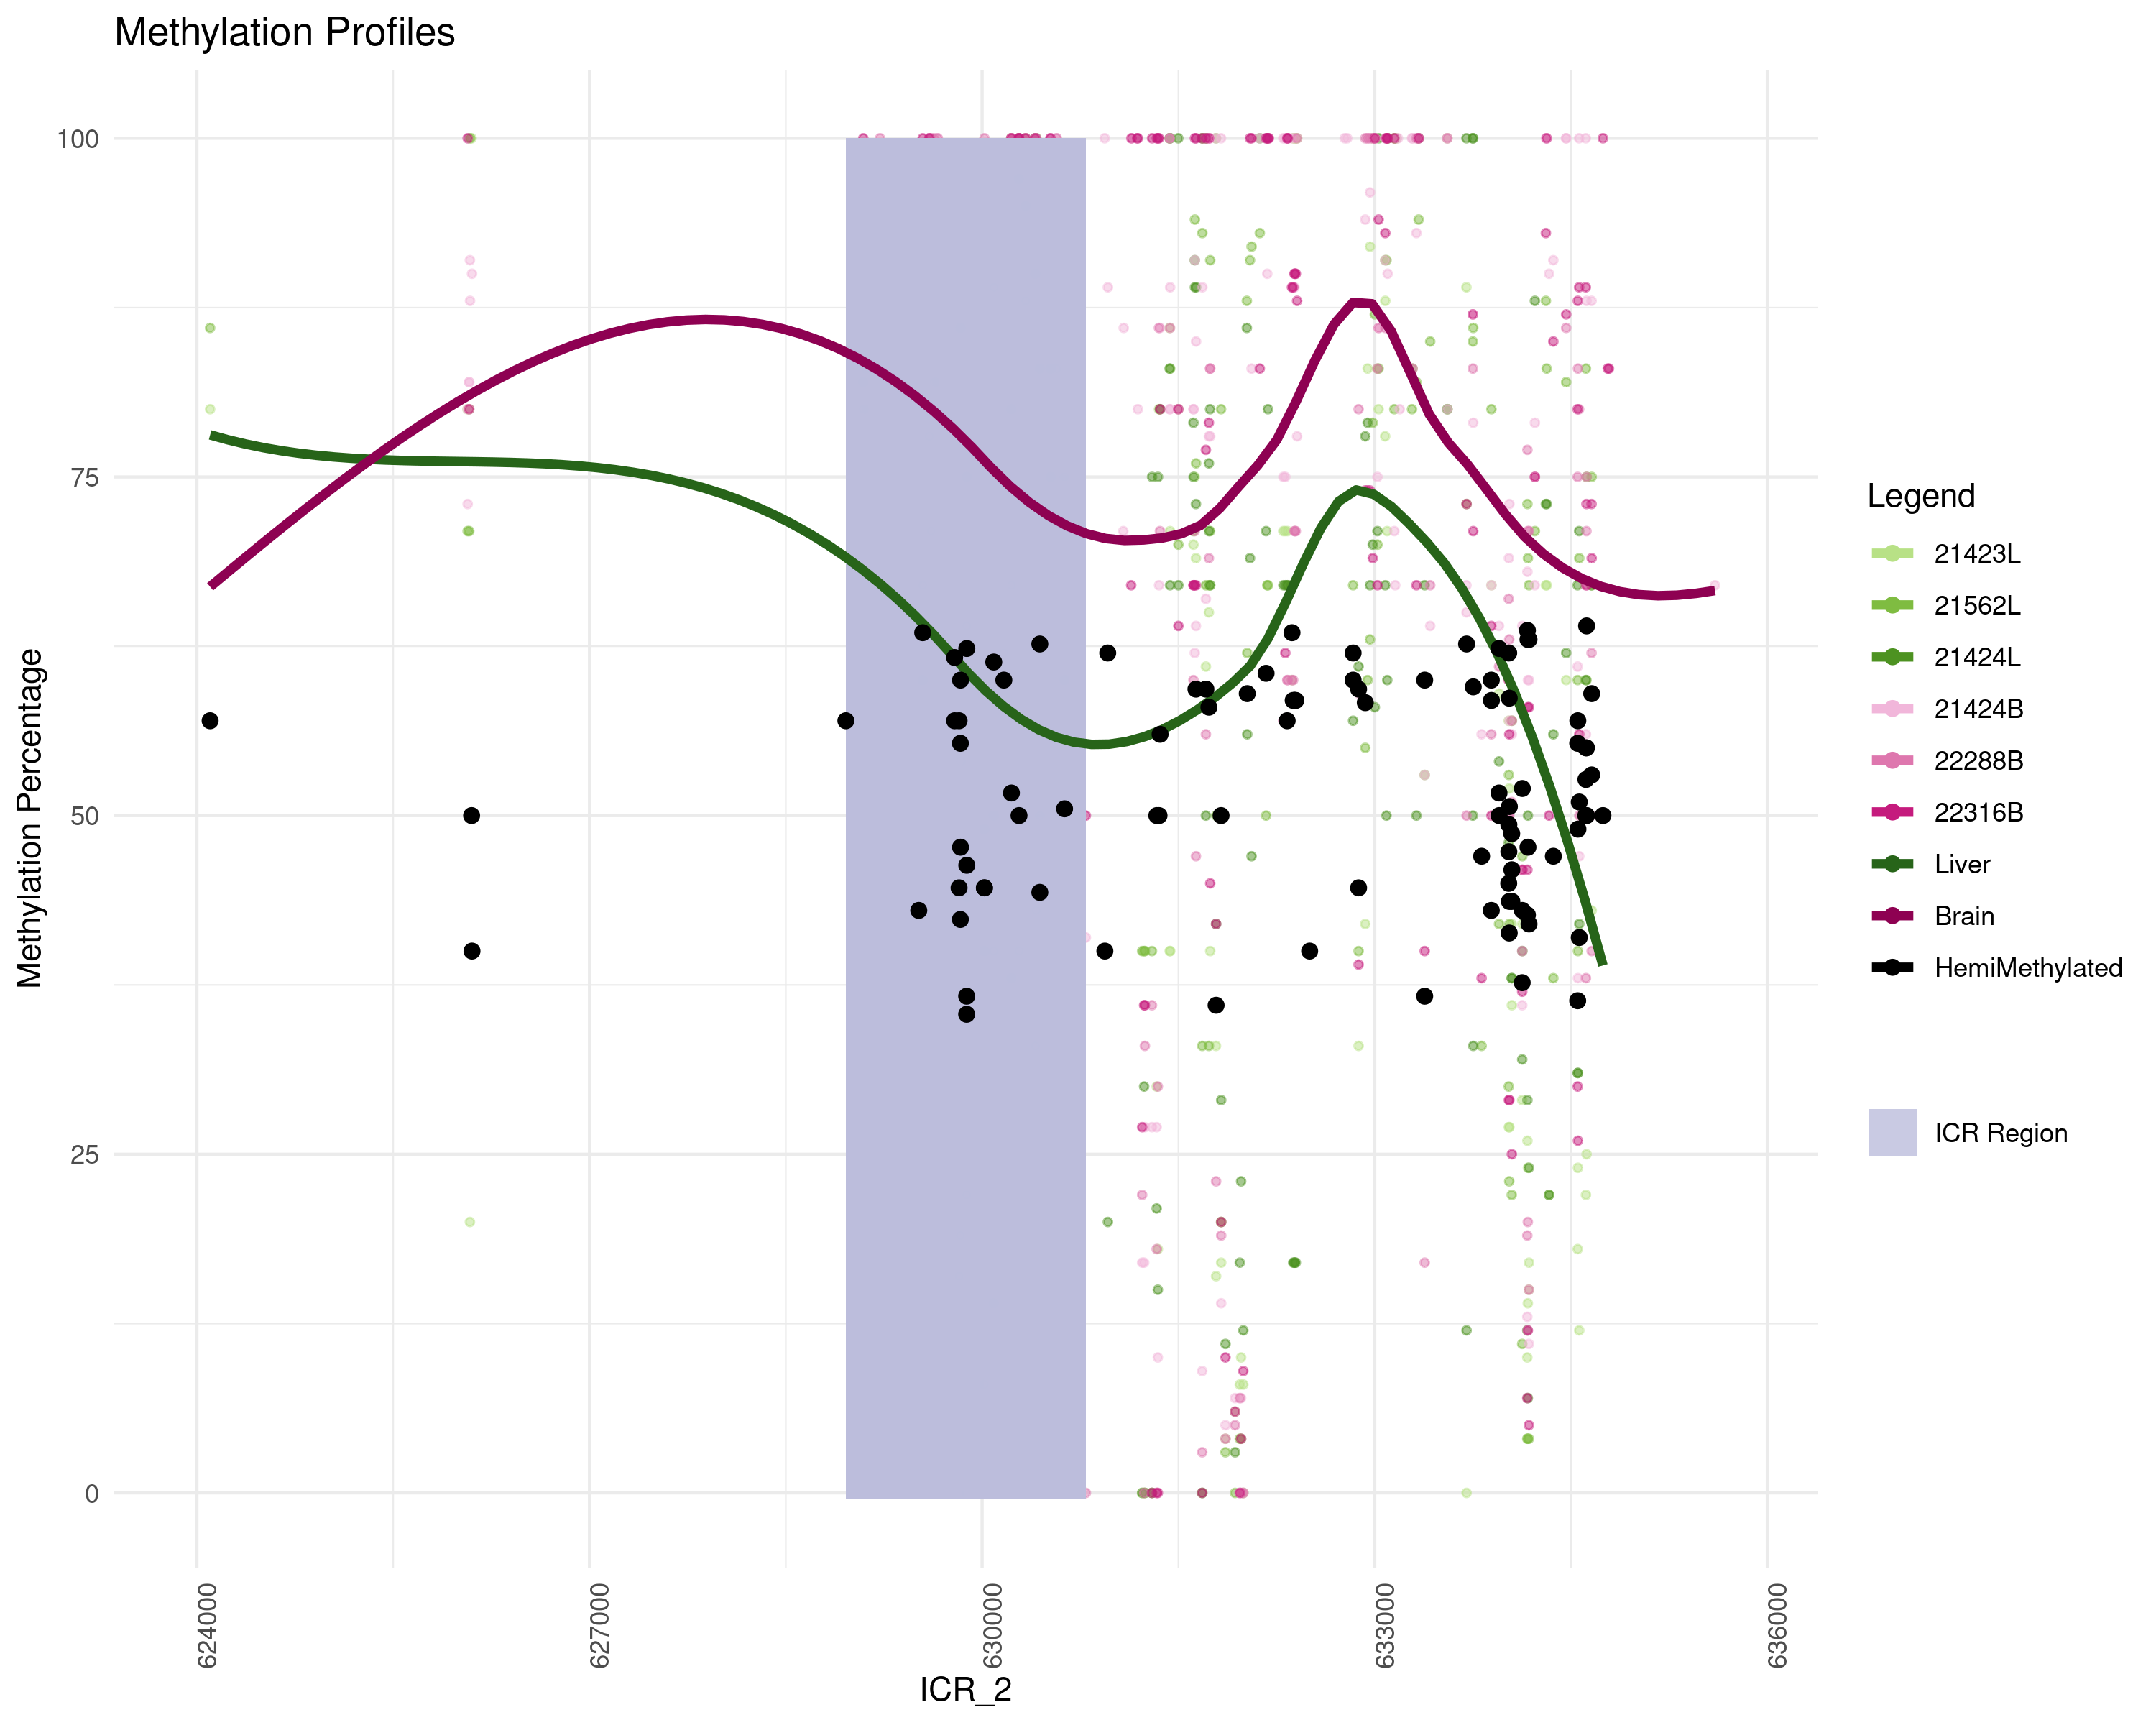 Methylation Profiles
100
75
50
25
0
Methylation Percentage
624000
627000
630000
633000
636000
ICR_2
Legend
21423L
21562L
21424L
21424B
22288B
22316B
Liver
Brain
HemiMethylated
ICR Region